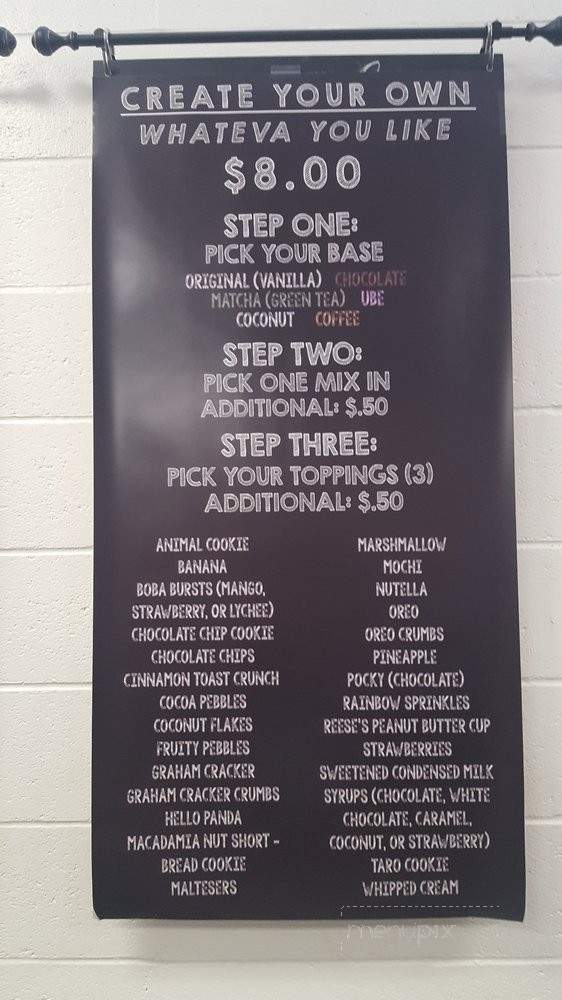 CREATE YOUR OWN
WHATEVA YOU LIKE
$8.00
STEP ONE:
PICK YOUR BASE
ORIGINAL (VANILLA) CHOCOLATE
MATCHA (GREEN TEA) UBE
COCONUT COFFEE
STEP TWO:
PICK ONE MIX IN
ADDITIONAL: $.50
STEP THREE:
PICK YOUR TOPPINGS (3)
ADDITIONAL: $.50
ANIMAL COOKIE
BANANA
BOBA BURSTS (MANGO,
STRAWBERRY, OR LYCHEE)
CHOCOLATE CHIP COOKIE
CHOCOLATE CHIPS
CINNAMON TOAST CRUNCH
COCOA PEBBLES
COCONUT FLAKES
FRUITY PEBBLES
GRAHAM CRACKER
GRAHAM CRACKER CRUMBS
HELLO PANDA
MACADAMIA NUT SHORT -
BREAD COOKIE
MALTESERS
MARSHMALLOW
MOCHI
NUTELLA
OREO
OREO CRUMBS
PINEAPPLE
POCKY (CHOCOLATE)
RAINBOW SPRINKLES
REESE'S PEANUT BUTTER CUP
STRAWBERRIES
SWEETENED CONDENSED MILK
SYRUPS (CHOCOLATE, WHITE
CHOCOLATE, CARAMEL,
COCONUT, OR STRAWBERRY)
TARO COOKIE
WHIPPED CREAM
menupix